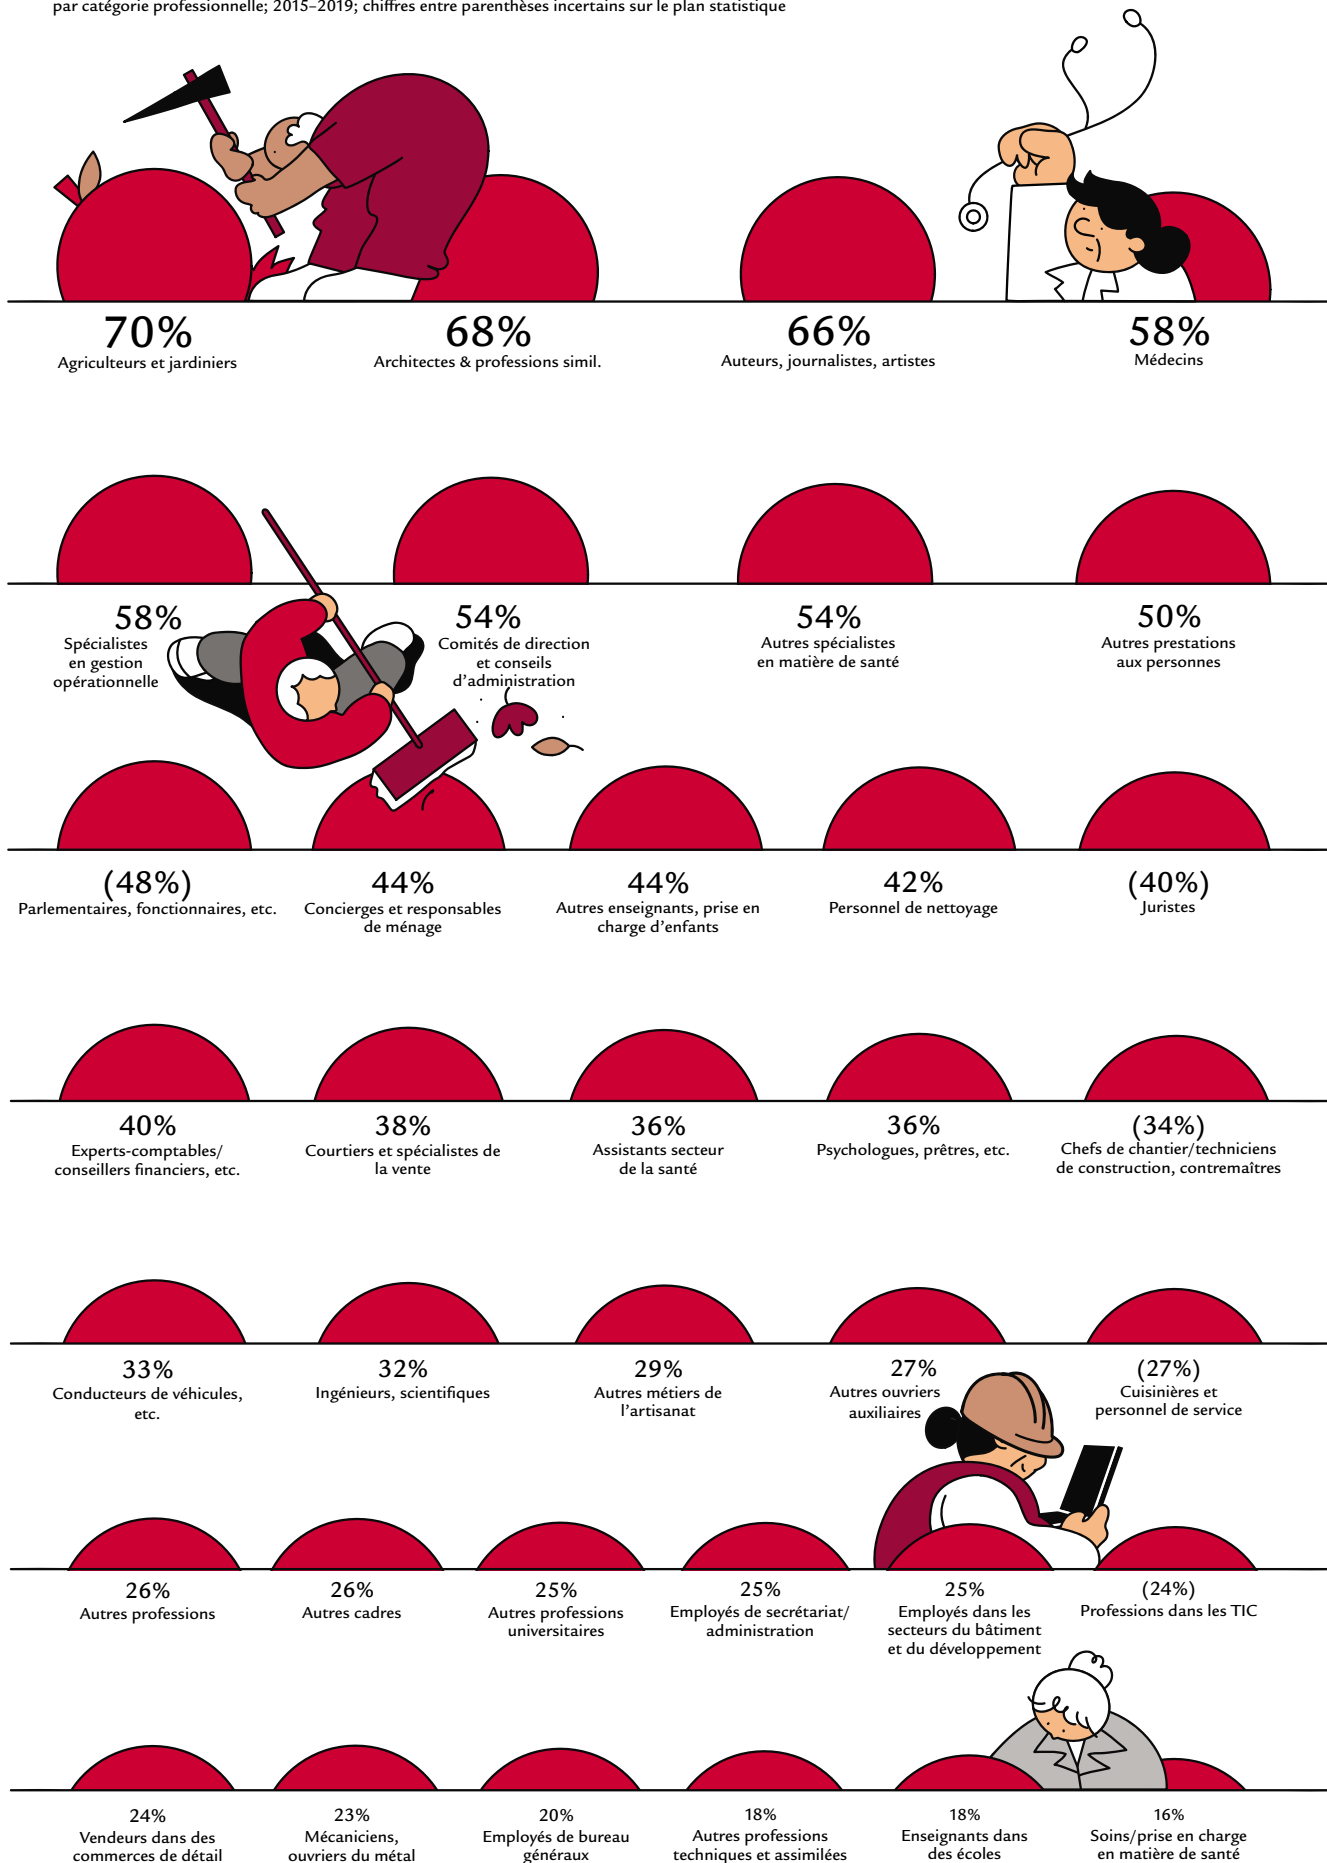 par catégorie professionnelle; 2015–2019; chiffres entre parenthèses incertains sur le plan statistique
70%
Agriculteurs et jardiniers
68%
Architectes & professions simil.
66%
Auteurs, journalistes, artistes
58%
Médecins
58%
Spécialistes
en gestion
opérationnelle
54%
Comités de direction
et conseils
d’administration
54%
Autres spécialistes
en matière de santé
50%
Autres prestations
aux personnes
(48%)
Parlementaires, fonctionnaires, etc.
44%
Concierges et responsables
de ménage
44%
Autres enseignants, prise en
charge d’enfants
42%
Personnel de nettoyage
(40%)
Juristes
40%
Experts-comptables/
conseillers financiers, etc.
38%
Courtiers et spécialistes de
la vente
36%
Assistants secteur
de la santé
36%
Psychologues, prêtres, etc.
(34%)
Chefs de chantier/techniciens
de construction, contremaîtres
33%
Conducteurs de véhicules,
etc.
32%
Ingénieurs, scientifiques
29%
Autres métiers de
l’artisanat
27%
Autres ouvriers
auxiliaires
(27%)
Cuisinières et
personnel de service
26%
Autres professions
26%
Autres cadres
25%
Autres professions
universitaires
25%
Employés de secrétariat/
administration
25%
Employés dans les
secteurs du bâtiment
et du développement
(24%)
Professions dans les TIC
24%
Vendeurs dans des
commerces de détail
23%
Mécaniciens,
ouvriers du métal
20%
Employés de bureau
généraux
18%
Autres professions
techniques et assimilées
18%
Enseignants dans
des écoles
16%
Soins/prise en charge
en matière de santé